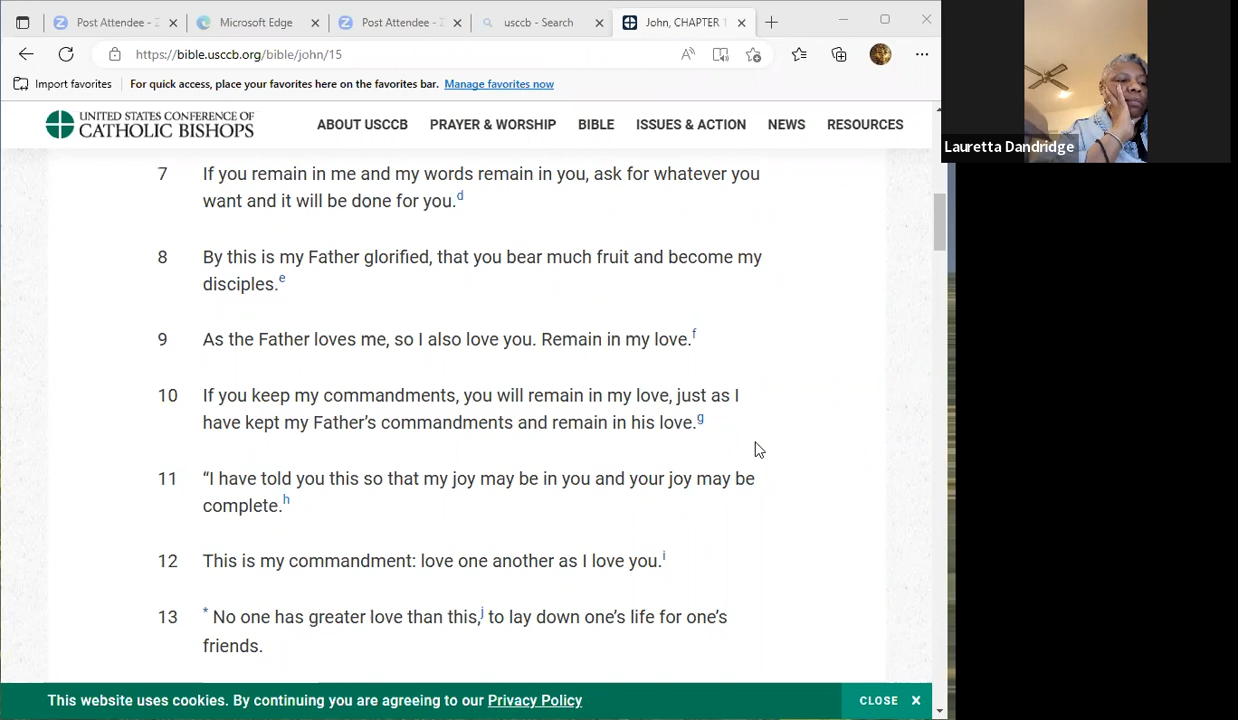 Post Attendee - Z
Microsoft Edge
Post Attendee - Z
usccb - Search
John, CHAPTER 1
https://bible.usccb.org/bible/john/15
Import favorites
For quick access, place your favorites here on the favorites bar. Manage favorites now
UNITED STATES CONFERENCE OF
CATHOLIC BISHOPS
ABOUT USCCB PRAYER & WORSHIP BIBLE ISSUES & ACTION NEWS RESOURCES
Lauretta Dandridge
7 If you remain in me and my words remain in you, ask for whatever you
want and it will be done for you.d
8 By this is my Father glorified, that you bear much fruit and become my
disciples.e
9 As the Father loves me, so I also love you. Remain in my love.f
10 If you keep my commandments, you will remain in my love, just as I
have kept my Father’s commandments and remain in his love.g
11 “I have told you this so that my joy may be in you and your joy may be
complete.h
12 This is my commandment: love one another as I love you.i
13 * No one has greater love than this,j to lay down one’s life for one’s
friends.
This website uses cookies. By continuing you are agreeing to our Privacy Policy
CLOSE x